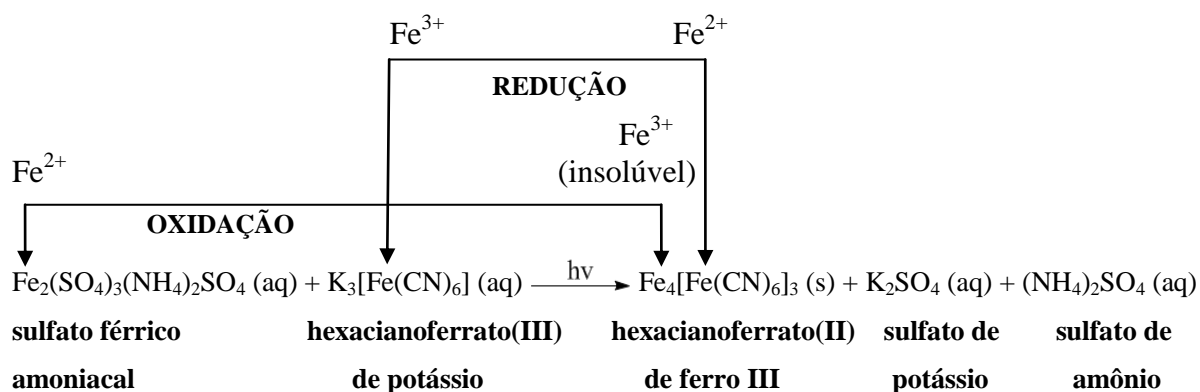 Fe³⁺ Fe²⁺
REDUÇÃO
Fe³⁺
Fe²⁺ (insolúvel)
OXIDAÇÃO
Fe₂(SO₄)₃(NH₄)₂SO₄ (aq) + K₃[Fe(CN)₆] (aq) hv Fe₄[Fe(CN)₆]₃ (s) + K₂SO₄ (aq) + (NH₄)₂SO₄ (aq)
sulfato férrico hexacianoferrato(III) hexacianoferrato(II) sulfato de sulfato de
amoniacal de potássio de ferro III potássio amônio